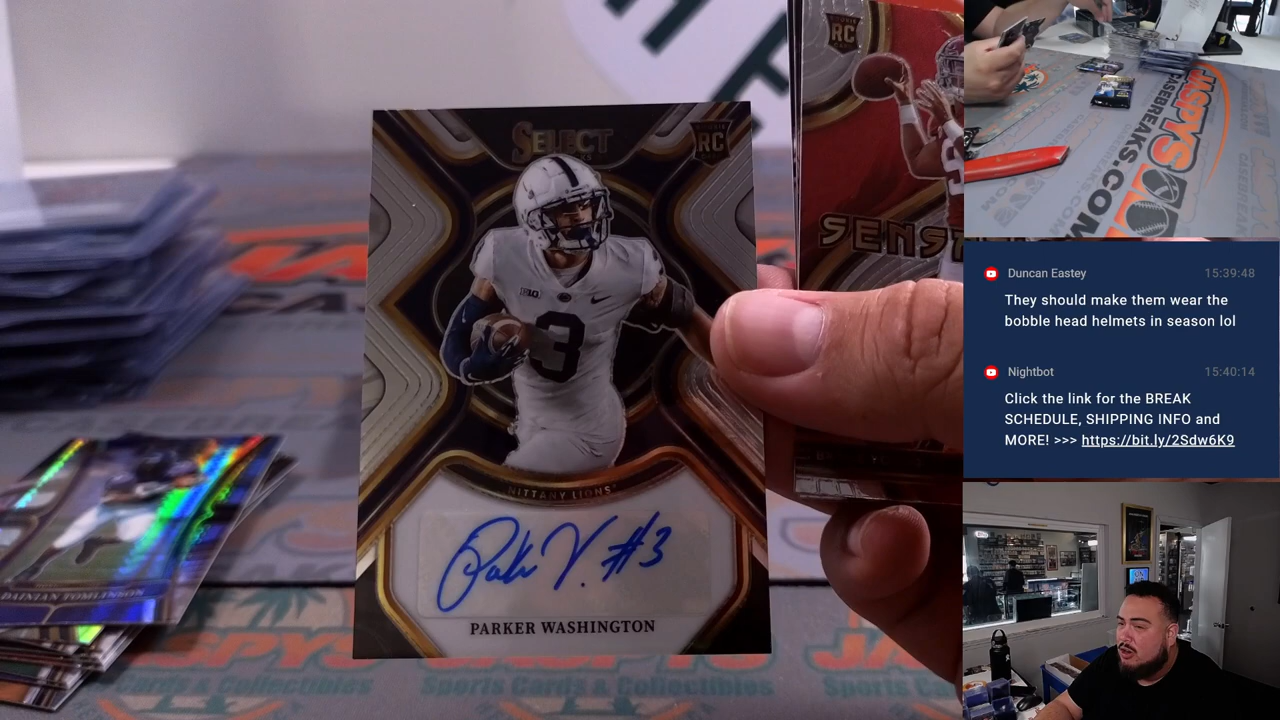 SELECT
RC
B1G
3
NITTANY LIONS
Park V. #3
PARKER WASHINGTON
RC
SENS
DAINIAN TOMLINSON
JASPYS
Sports Cards & Collectibles
JASPYS
CASEBREAKS.COM
Duncan Eastey 15:39:48
They should make them wear the
bobble head helmets in season lol
Nightbot 15:40:14
Click the link for the BREAK
SCHEDULE, SHIPPING INFO and
MORE! >>> https://bit.ly/2Sdw6K9